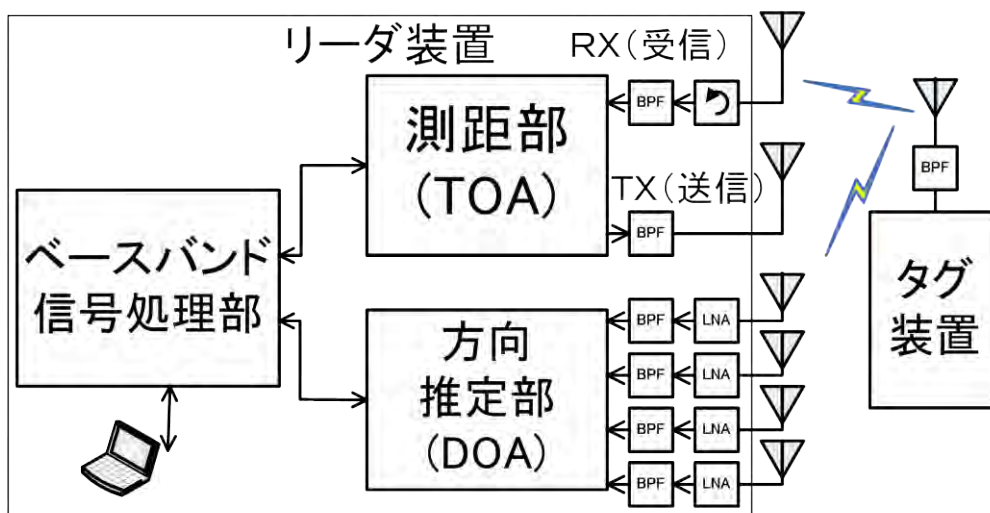 リーダ装置
RX(受信)
BPF
測距部
(TOA)
TX(送信)
BPF
BPF
ベースバンド
信号処理部
タグ
装置
方向
推定部
(DOA)
BPF LNA
BPF LNA
BPF LNA
BPF LNA